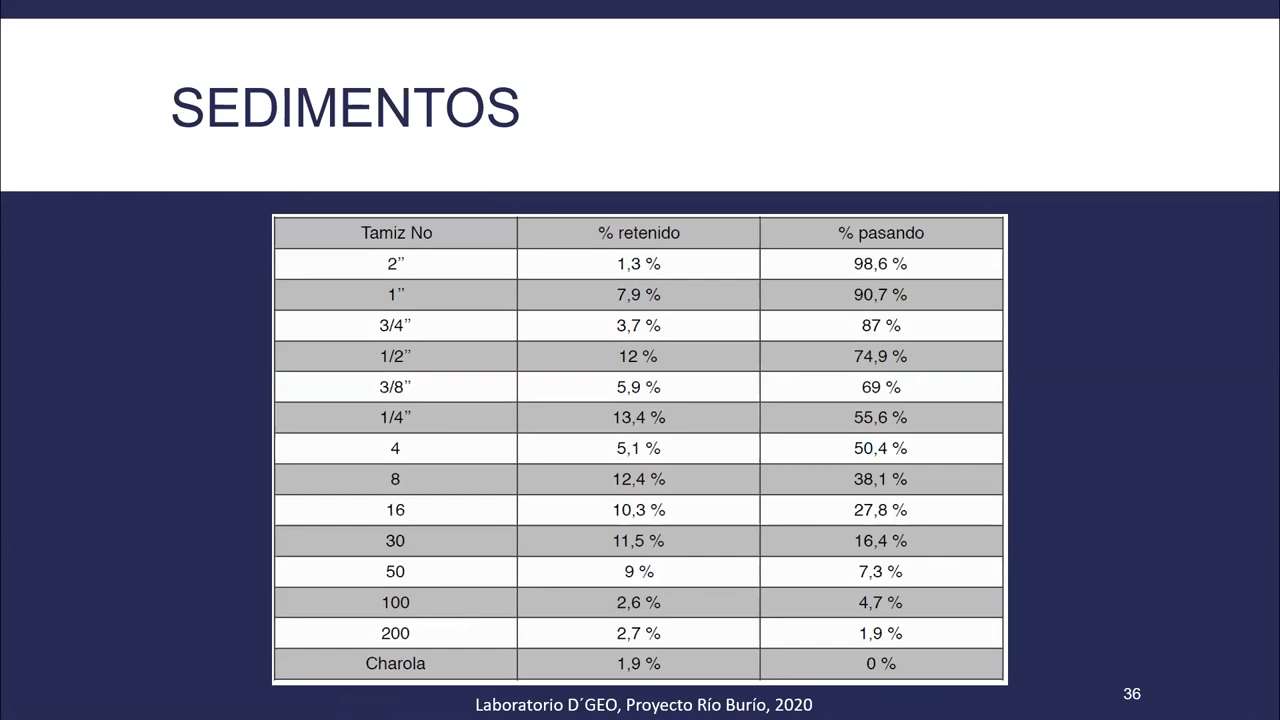 SEDIMENTOS
Tamiz No % retenido % pasando
2” 1,3 % 98,6 %
1” 7,9 % 90,7 %
3/4” 3,7 % 87 %
1/2” 12 % 74,9 %
3/8” 5,9 % 69 %
1/4” 13,4 % 55,6 %
4 5,1 % 50,4 %
8 12,4 % 38,1 %
16 10,3 % 27,8 %
30 11,5 % 16,4 %
50 9 % 7,3 %
100 2,6 % 4,7 %
200 2,7 % 1,9 %
Charola 1,9 % 0 %
Laboratorio D´GEO, Proyecto Río Burío, 2020
36